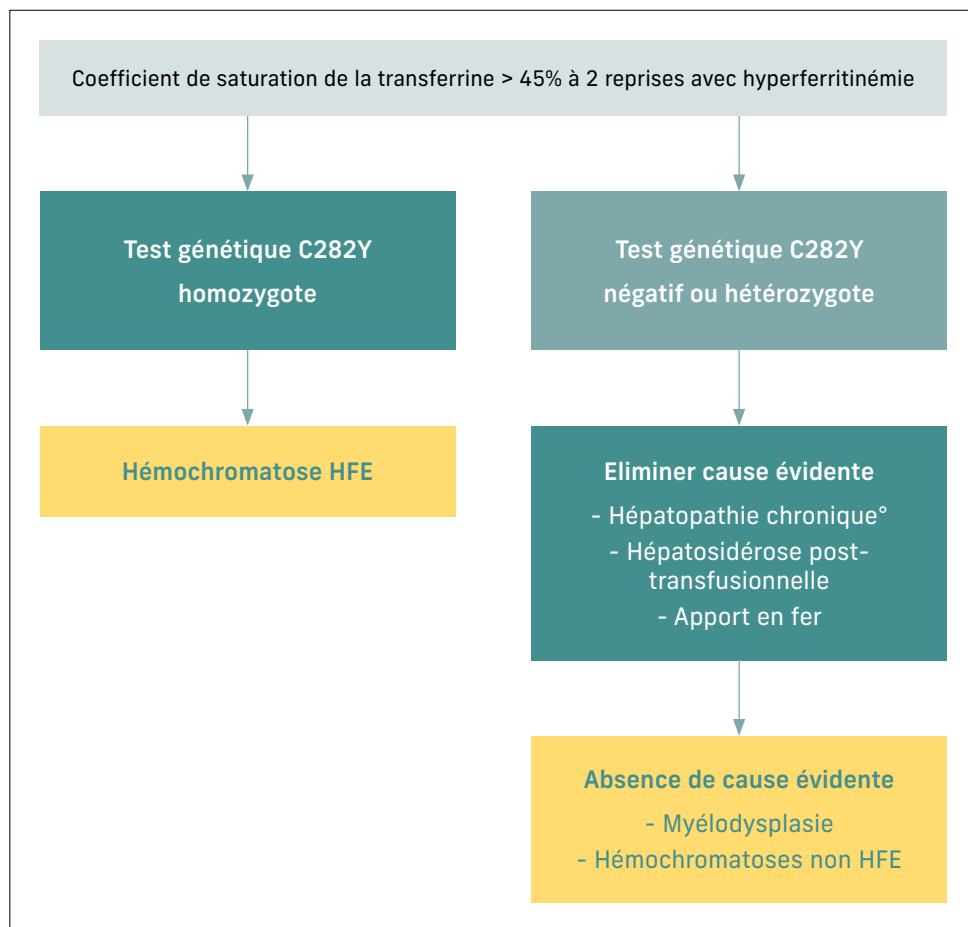 Coefficient de saturation de la transferrine > 45% à 2 reprises avec hyperferritinémie
Test génétique C282Y
homozygote
Test génétique C282Y
négatif ou hétérozygote
Hémochromatose HFE
Eliminer cause évidente
- Hépatopathie chronique°
- Hépatosidérose post-
transfusionnelle
- Apport en fer
Absence de cause évidente
- Myélodysplasie
- Hémochromatoses non HFE